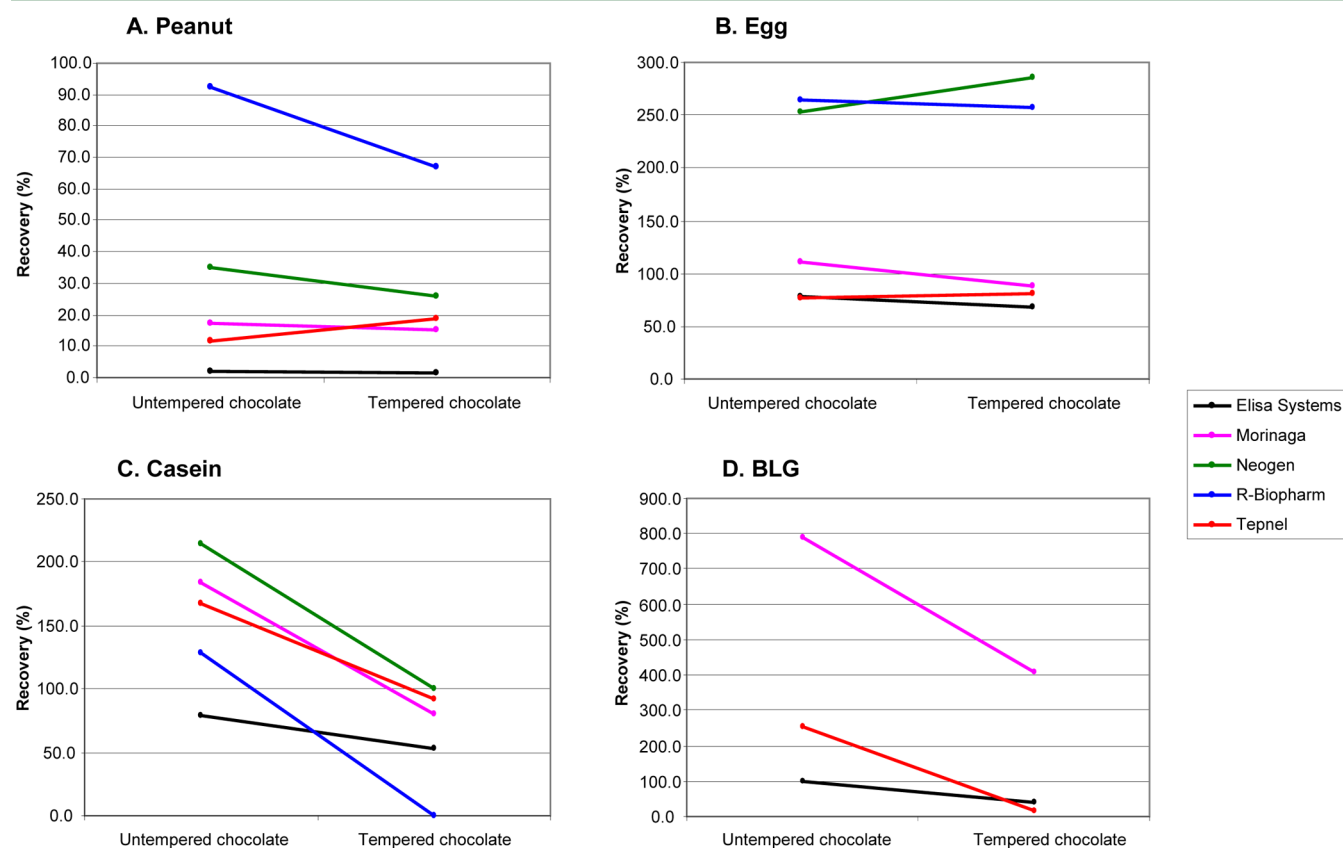 A. Peanut
100.0
90.0
80.0
70.0
60.0
50.0
40.0
30.0
20.0
10.0
0.0
Recovery (%)
Untempered chocolate Tempered chocolate
B. Egg
300.0
250.0
200.0
150.0
100.0
50.0
0.0
Recovery (%)
Untempered chocolate Tempered chocolate
Elisa Systems
Morinaga
Neogen
R-Biopharm
Tepnel
C. Casein
250.0
200.0
150.0
100.0
50.0
0.0
Recovery (%)
Untempered chocolate Tempered chocolate
D. BLG
900.0
800.0
700.0
600.0
500.0
400.0
300.0
200.0
100.0
0.0
Recovery (%)
Untempered chocolate Tempered chocolate